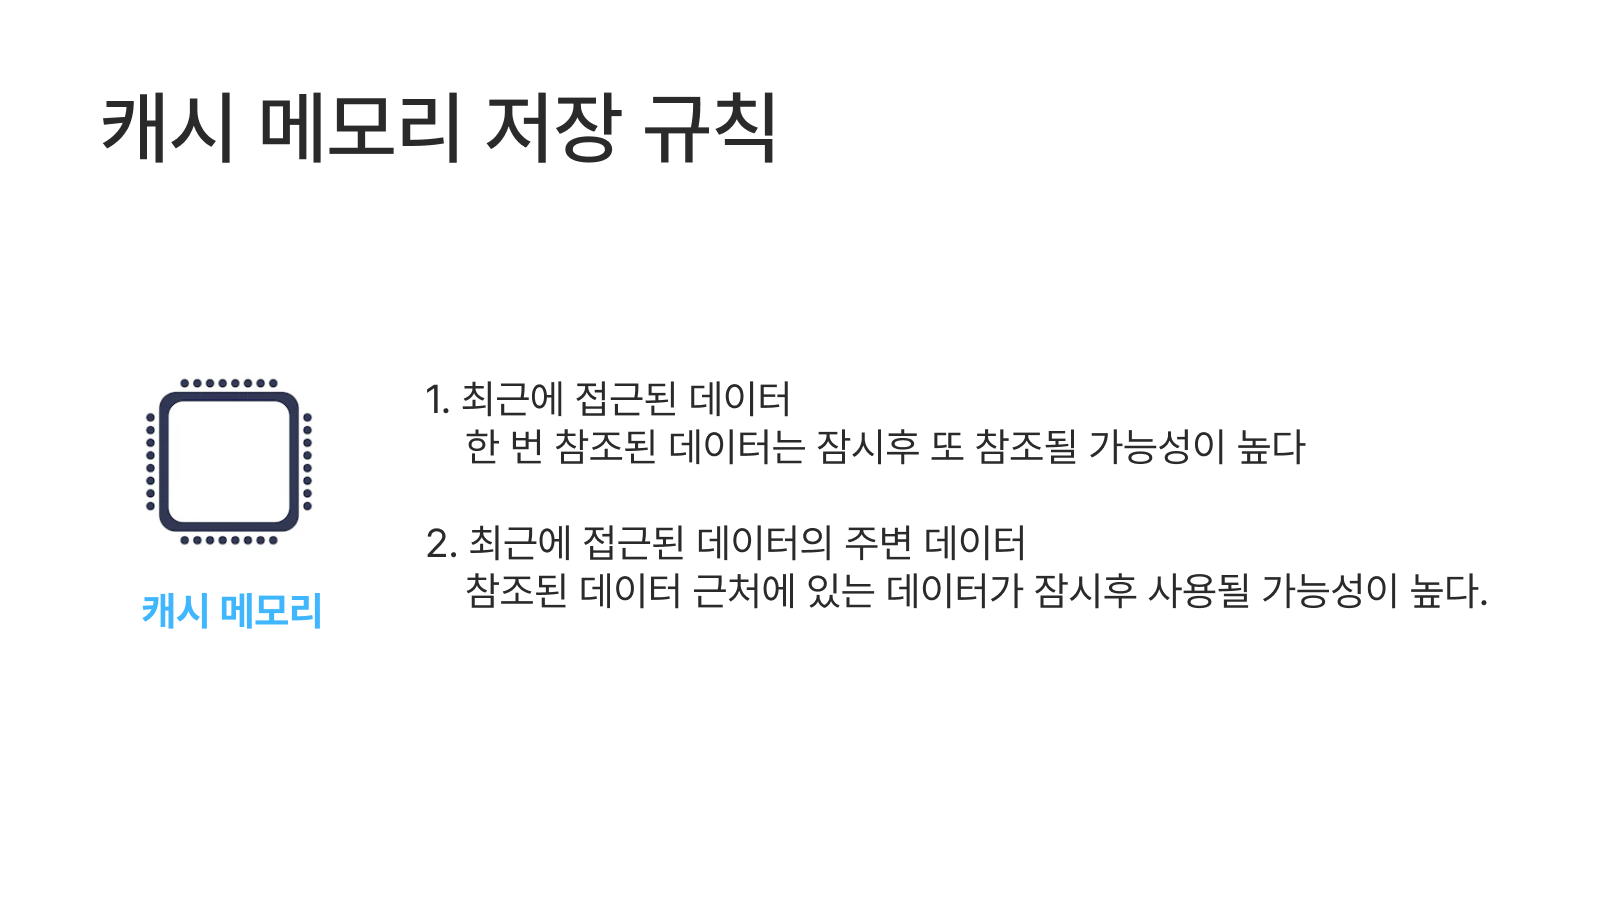 캐시 메모리 저장 규칙
1. 최근에 접근된 데이터
한 번 참조된 데이터는 잠시후 또 참조될 가능성이 높다
2. 최근에 접근된 데이터의 주변 데이터
참조된 데이터 근처에 있는 데이터가 잠시후 사용될 가능성이 높다.
캐시 메모리